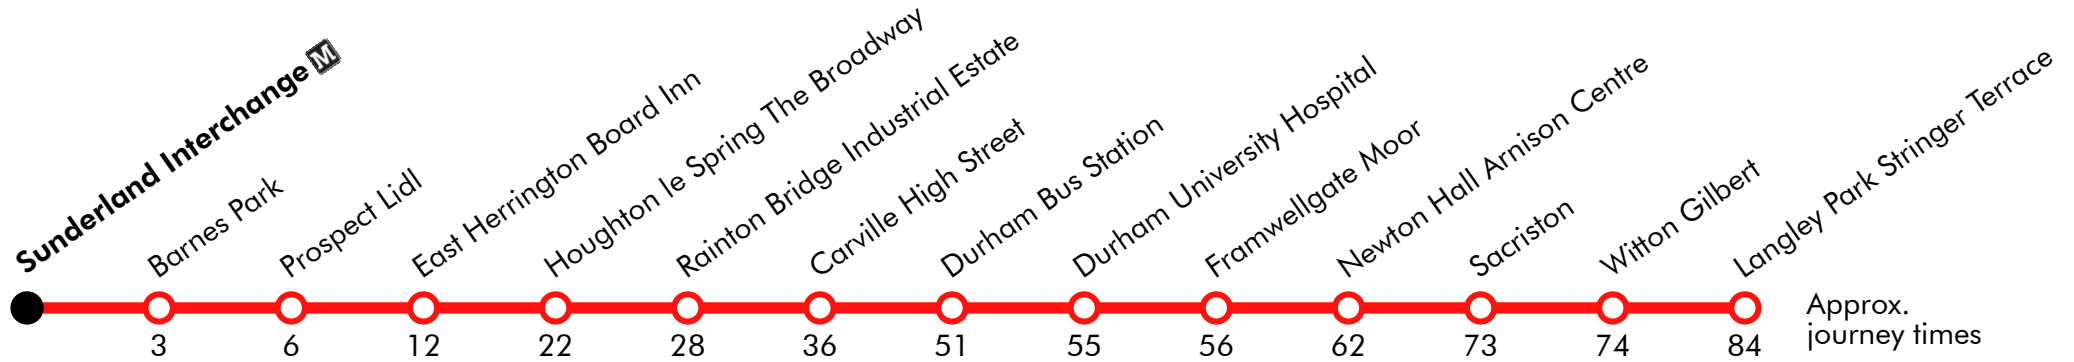 Sunderland Interchange M
Barnes Park
Prospect Lidl
East Herrington Board Inn
Houghton le Spring The Broadway
Rainton Bridge Industrial Estate
Carville High Street
Durham Bus Station
Durham University Hospital
Framwellgate Moor
Newton Hall Arnison Centre
Sacriston
Witton Gilbert
Langley Park Stringer Terrace
3 6 12 22 28 36 51 55 56 62 73 74 84
Approx.
journey times